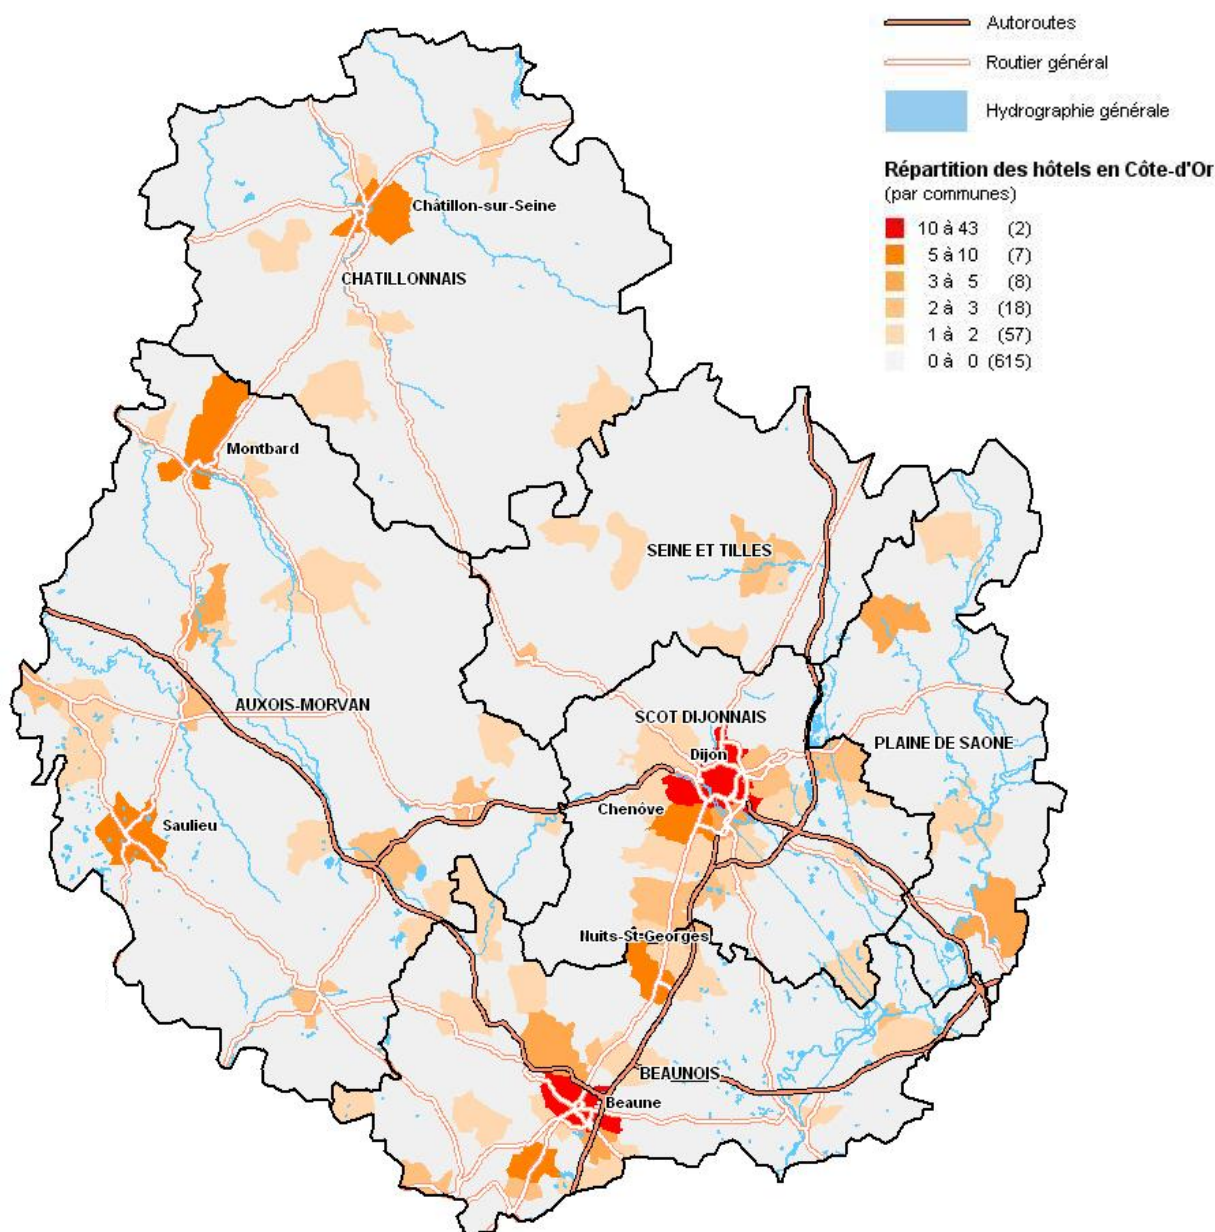 Autoroutes
Routier général
Hydrographie générale
Répartition des hôtels en Côte-d'Or
(par communes)
10 à 43 (2)
5 à 10 (7)
3 à 5 (8)
2 à 3 (18)
1 à 2 (57)
0 à 0 (615)
Châtillon-sur-Seine
CHATILLONNAIS
Montbard
SEINE ET TILLES
AUXOIS-MORVAN
SCOT DIJONNAIS
PLAINE DE SAONE
Dijon
Chenôve
Saulieu
Nuits-St-Georges
BEAUNOIS
Beaune